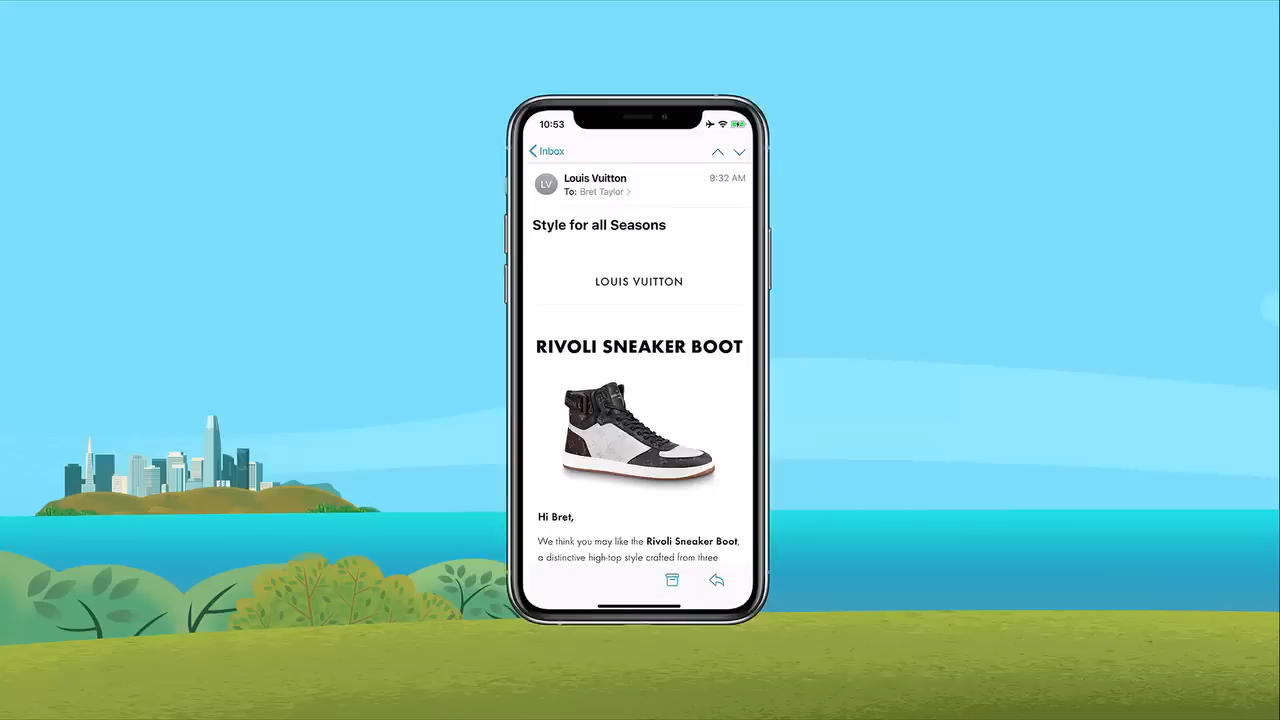 10:53
Inbox
LV
Louis Vuitton
9:32 AM
To: Bret Taylor
Style for all Seasons
LOUIS VUITTON
RIVOLI SNEAKER BOOT
Hi Bret,
We think you may like the Rivoli Sneaker Boot,
a distinctive high-top style crafted from three